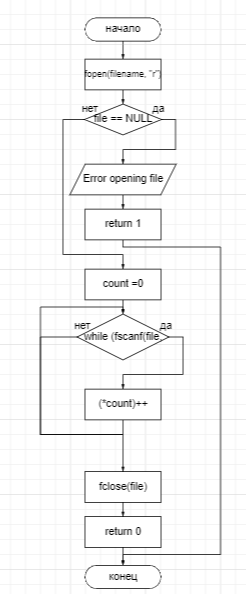 начало
fopen(filename, "r")
нет
да
file == NULL
Error opening file
return 1
count =0
нет
да
while (fscanf(file,
(*count)++
fclose(file)
return 0
конец